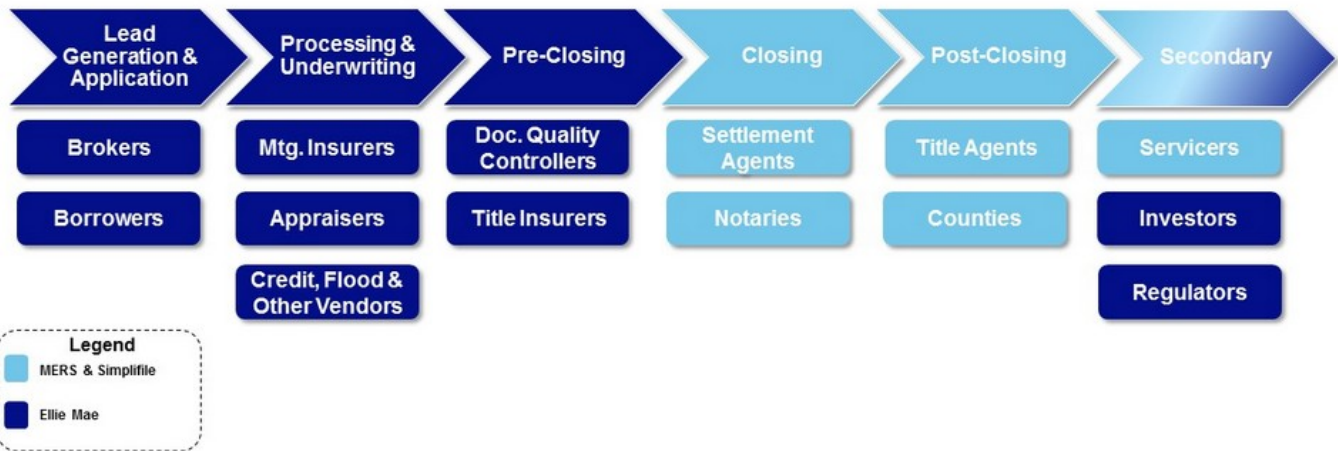 Lead
Generation &
Application
Processing &
Underwriting
Pre-Closing
Closing
Post-Closing
Secondary
Brokers
Mtg. Insurers
Doc. Quality
Controllers
Settlement
Agents
Title Agents
Servicers
Borrowers
Appraisers
Title Insurers
Notaries
Counties
Investors
Credit, Flood &
Other Vendors
Regulators
Legend
MERS & Simplifile
Ellie Mae